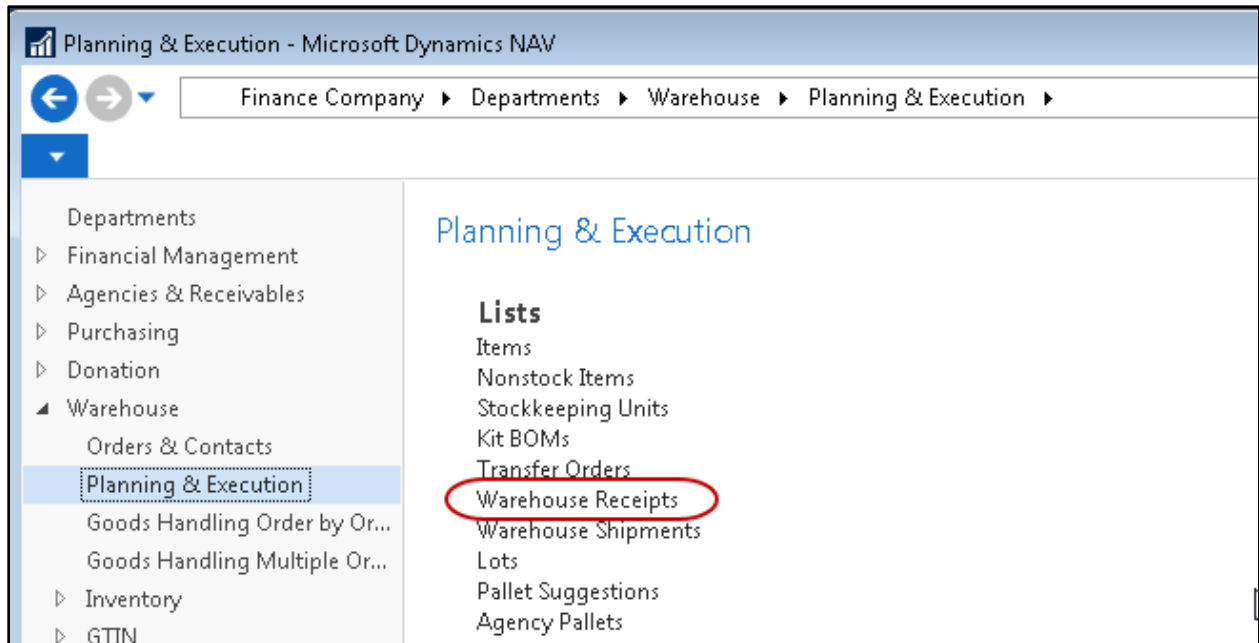 Planning & Execution - Microsoft Dynamics NAV
Finance Company ▸ Departments ▸ Warehouse ▸ Planning & Execution ▸
Departments
Financial Management
Agencies & Receivables
Purchasing
Donation
Warehouse
Orders & Contacts
Planning & Execution
Goods Handling Order by Or...
Goods Handling Multiple Or...
Inventory
GTIN
Planning & Execution
Lists
Items
Nonstock Items
Stockkeeping Units
Kit BOMs
Transfer Orders
Warehouse Receipts
Warehouse Shipments
Lots
Pallet Suggestions
Agency Pallets